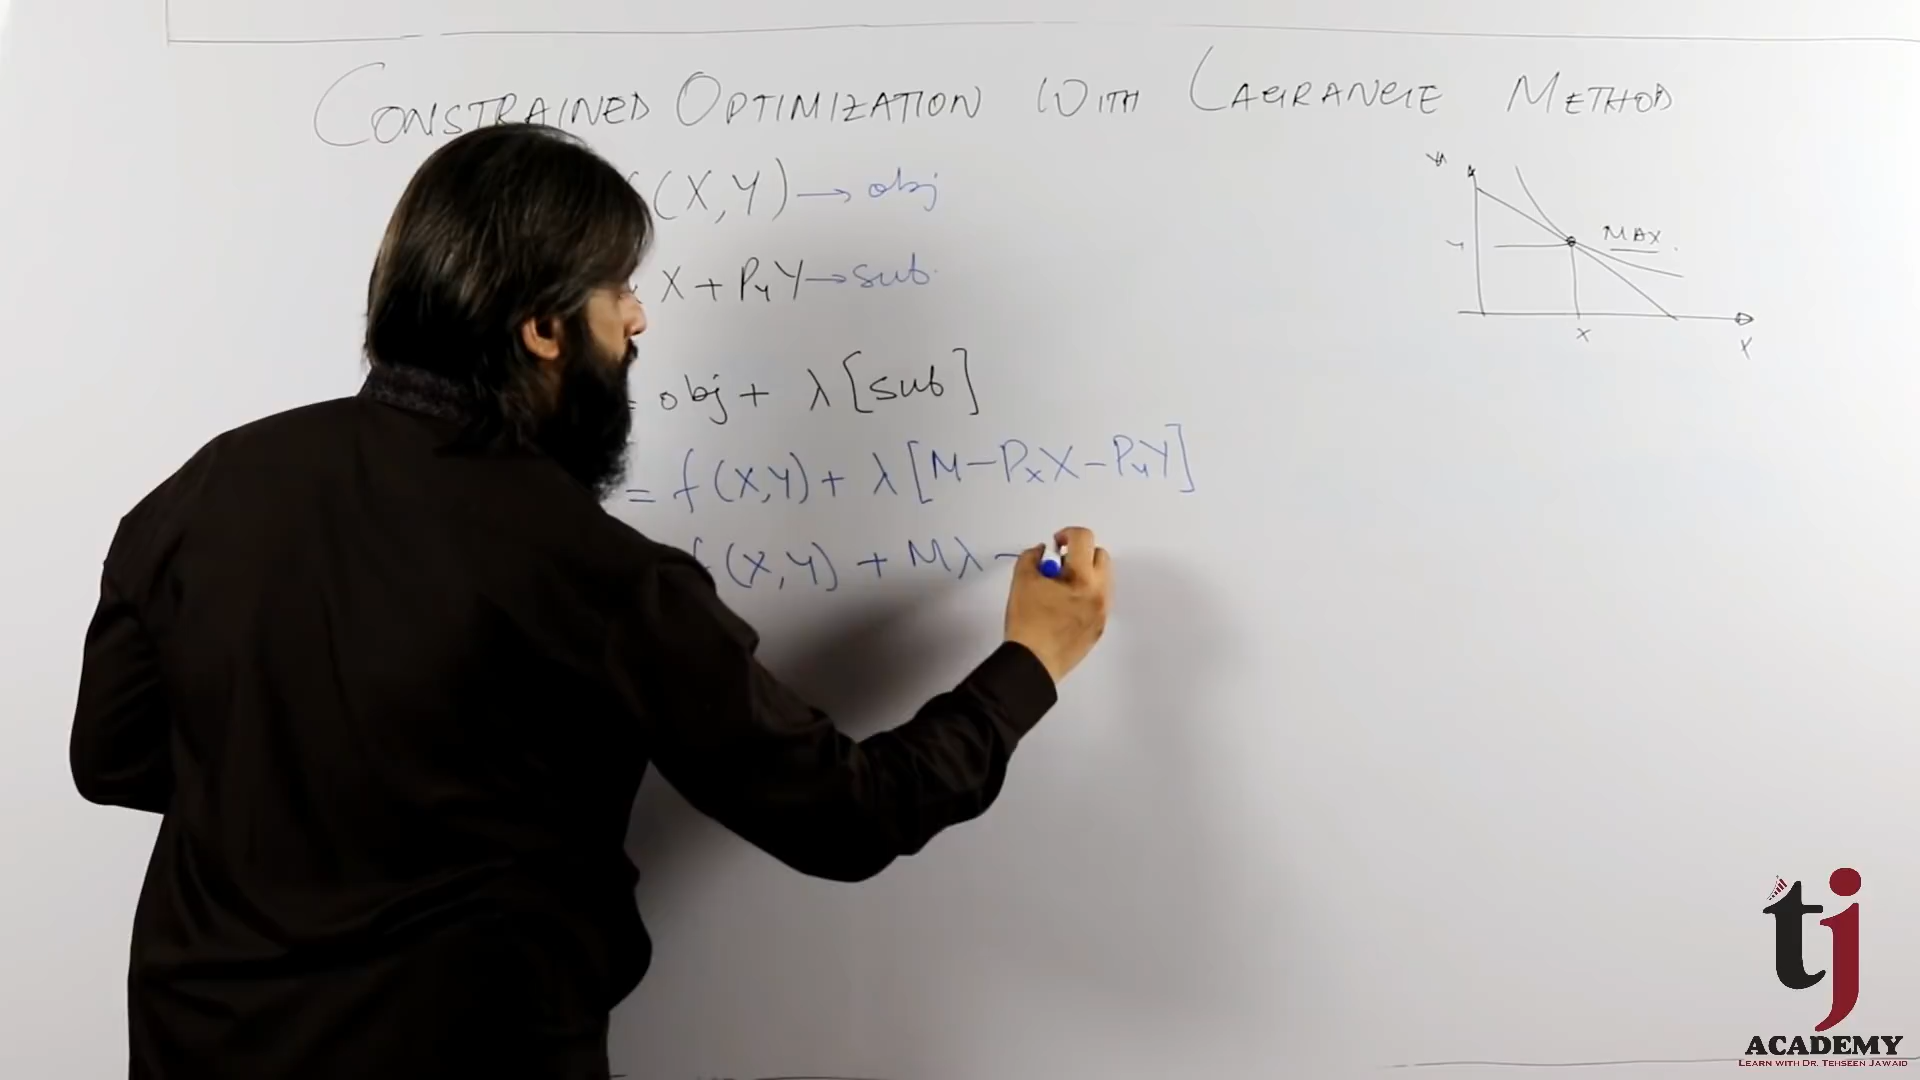 CONSTRAINED OPTIMIZATION WITH LAGRANGE METHOD
(X,Y) → obj
X + PyY → sub.
obj + λ[sub]
= f(X,Y) + λ[M-PxX-PyY]
f(X,Y) + Mλ -
Y
MAX.
Y
X
X
tj
ACADEMY
LEARN WITH DR. TEHSEEN JAWAID